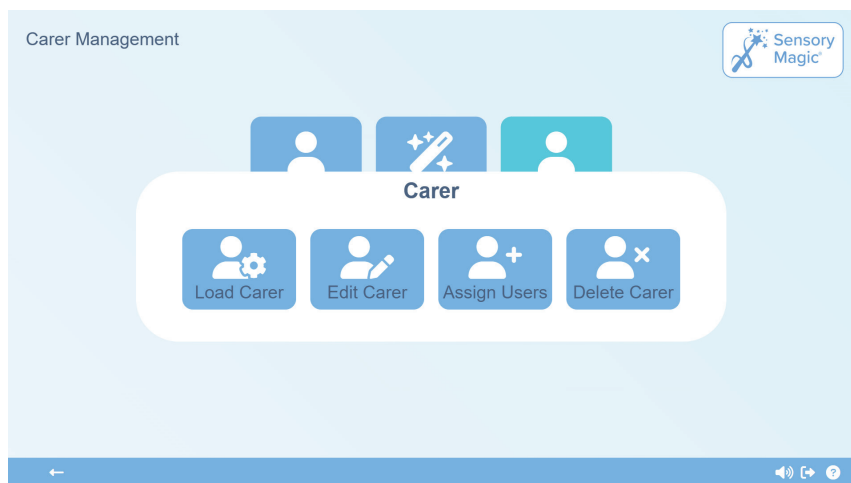 Carer Management
Sensory
Magic®
Carer
Load Carer
Edit Carer
Assign Users
Delete Carer
?